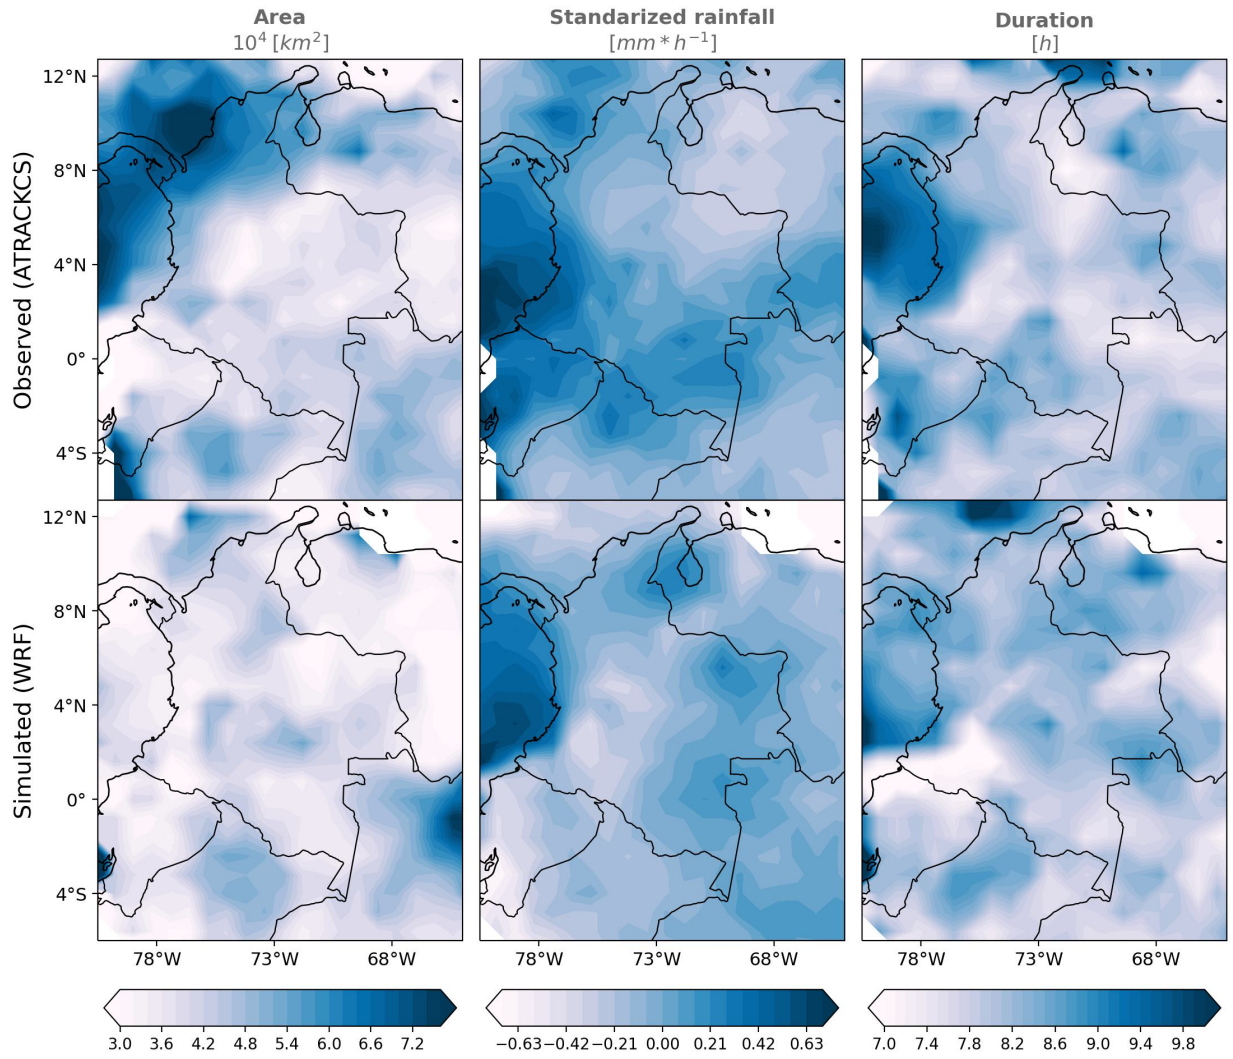 Area
10⁴ [km²]
Standarized rainfall
[mm * h⁻¹]
Duration
[h]
Observed (ATRACKCS)
12°N
8°N
4°N
0°
4°S
Simulated (WRF)
12°N
8°N
4°N
0°
4°S
78°W 73°W 68°W
78°W 73°W 68°W
78°W 73°W 68°W
3.0 3.6 4.2 4.8 5.4 6.0 6.6 7.2
−0.63 −0.42 −0.21 0.00 0.21 0.42 0.63
7.0 7.4 7.8 8.2 8.6 9.0 9.4 9.8